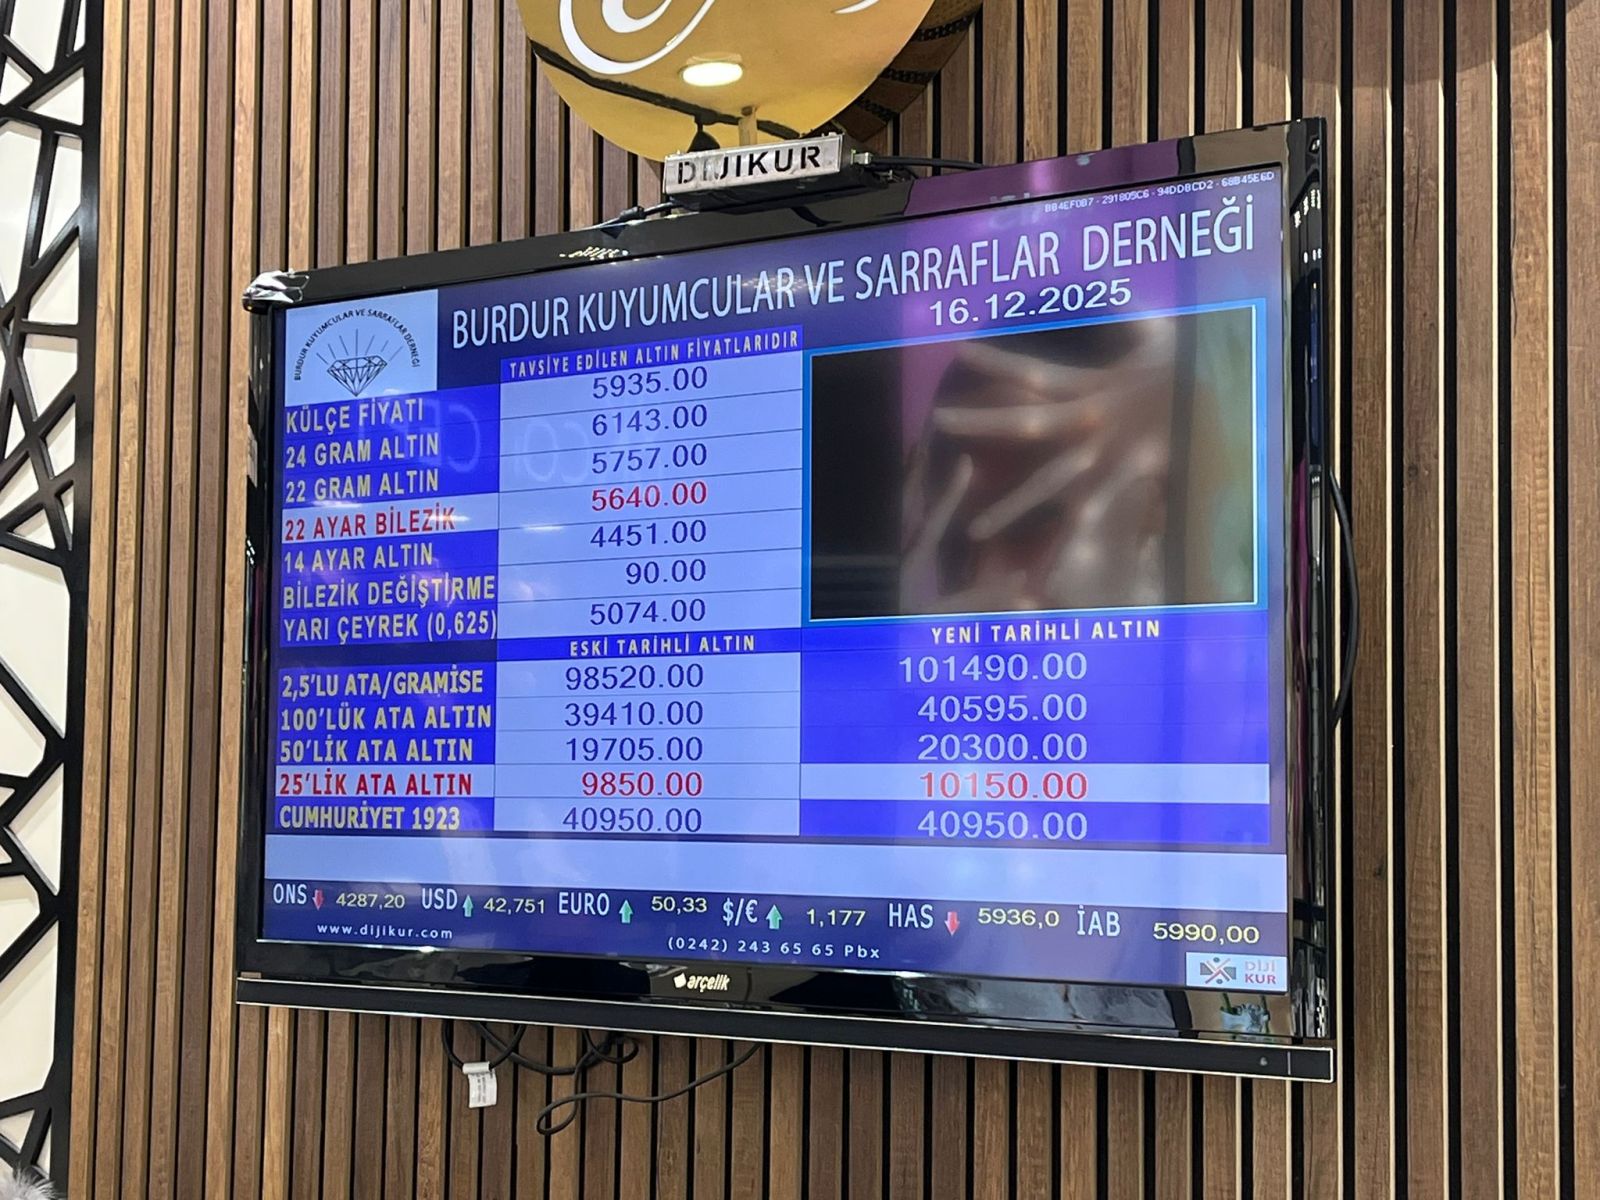 DIJIKUR
BB4EF0B7 - 291805C6 - 94DDBCD2 - 68B45E6D
BURDUR KUYUMCULAR VE SARRAFLAR DERNEĞİ
BURDUR KUYUMCULAR VE SARRAFLAR DERNEĞİ
16.12.2025
TAVSİYE EDİLEN ALTIN FİYATLARIDIR
KÜLÇE FİYATI 5935.00
24 GRAM ALTIN 6143.00
22 GRAM ALTIN 5757.00
22 AYAR BİLEZİK 5640.00
14 AYAR ALTIN 4451.00
BİLEZİK DEĞİŞTİRME 90.00
YARI ÇEYREK (0,625) 5074.00
ESKİ TARİHLİ ALTIN YENİ TARİHLİ ALTIN
2,5'LU ATA/GRAMİSE 98520.00 101490.00
100'LÜK ATA ALTIN 39410.00 40595.00
50'LİK ATA ALTIN 19705.00 20300.00
25'LİK ATA ALTIN 9850.00 10150.00
CUMHURİYET 1923 40950.00 40950.00
ONS 4287,20 USD 42,751 EURO 50,33 $/€ 1,177 HAS 5936,0 İAB 5990,00
www.dijikur.com (0242) 243 65 65 Pbx
DİJİ
KUR
arçelik